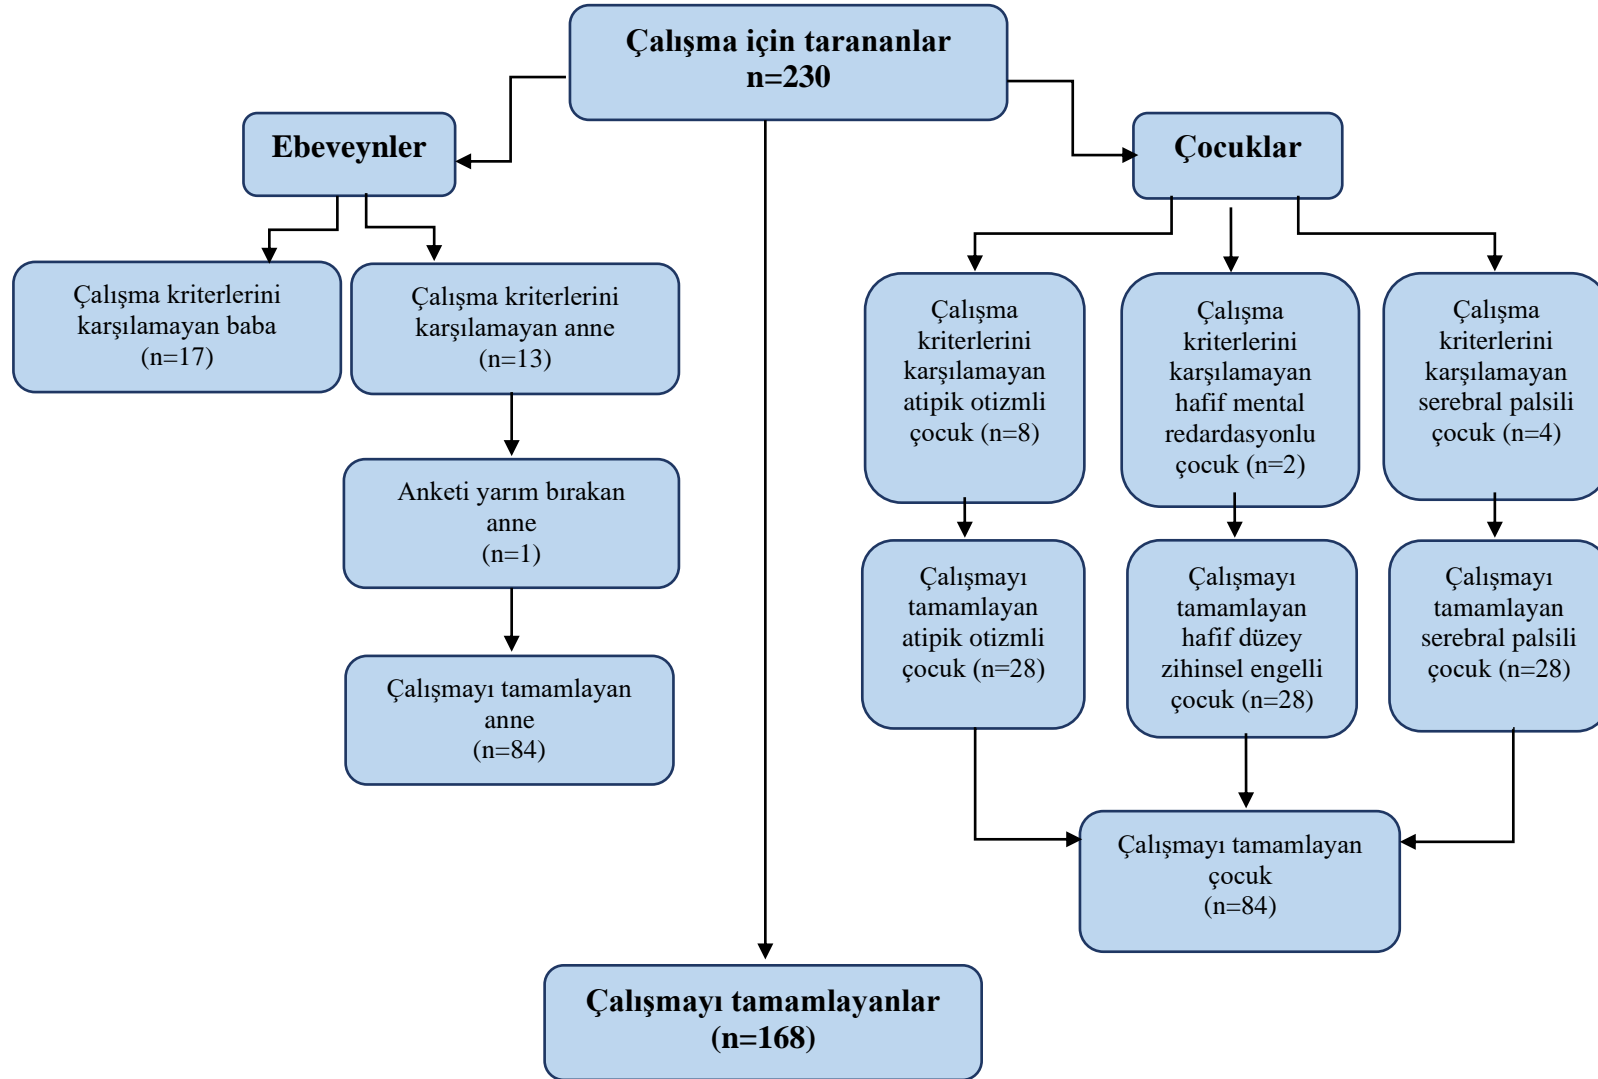 Çalışma için tarananlar
n=230
Ebeveynler
Çocuklar
Çalışma kriterlerini
karşılamayan baba
(n=17)
Çalışma kriterlerini
karşılamayan anne
(n=13)
Çalışma
kriterlerini
karşılamayan
atipik otizmli
çocuk (n=8)
Çalışma
kriterlerini
karşılamayan
hafif mental
redardasyonlu
çocuk (n=2)
Çalışma
kriterlerini
karşılamayan
serebral palsili
çocuk (n=4)
Anketi yarım bırakan
anne
(n=1)
Çalışmayı
tamamlayan
atipik otizmli
çocuk (n=28)
Çalışmayı
tamamlayan
hafif düzey
zihinsel engelli
çocuk (n=28)
Çalışmayı
tamamlayan
serebral palsili
çocuk (n=28)
Çalışmayı tamamlayan
anne
(n=84)
Çalışmayı tamamlayan
çocuk
(n=84)
Çalışmayı tamamlayanlar
(n=168)